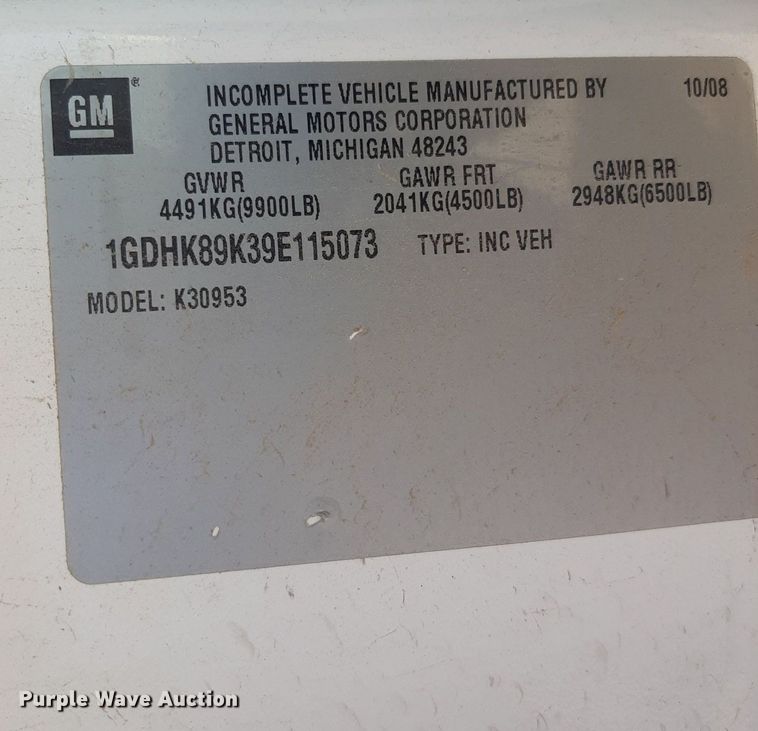 GM ®
INCOMPLETE VEHICLE MANUFACTURED BY 10/08
GENERAL MOTORS CORPORATION
DETROIT, MICHIGAN 48243
GVWR GAWR FRT GAWR RR
4491KG(9900LB) 2041KG(4500LB) 2948KG(6500LB)
1GDHK89K39E115073 TYPE: INC VEH
MODEL: K30953
Purple Wave Auction